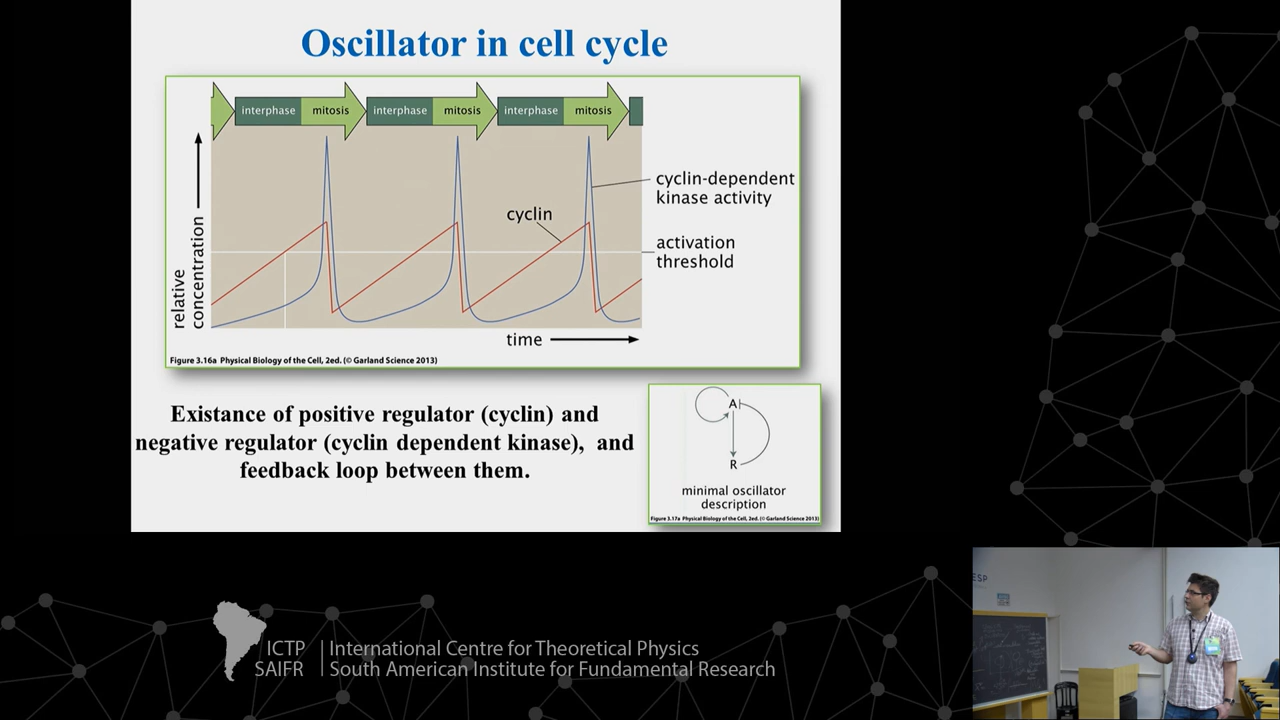 Oscillator in cell cycle
interphase mitosis interphase mitosis interphase mitosis
cyclin-dependent
kinase activity
cyclin
activation
threshold
relative
concentration
time
Figure 3.16a Physical Biology of the Cell, 2ed. (© Garland Science 2013)
Existance of positive regulator (cyclin) and
negative regulator (cyclin dependent kinase), and
feedback loop between them.
A
R
minimal oscillator
description
Figure 3.17a Physical Biology of the Cell, 2ed. (© Garland Science 2013)
ESP
ICTP
SAIFR
International Centre for Theoretical Physics
South American Institute for Fundamental Research